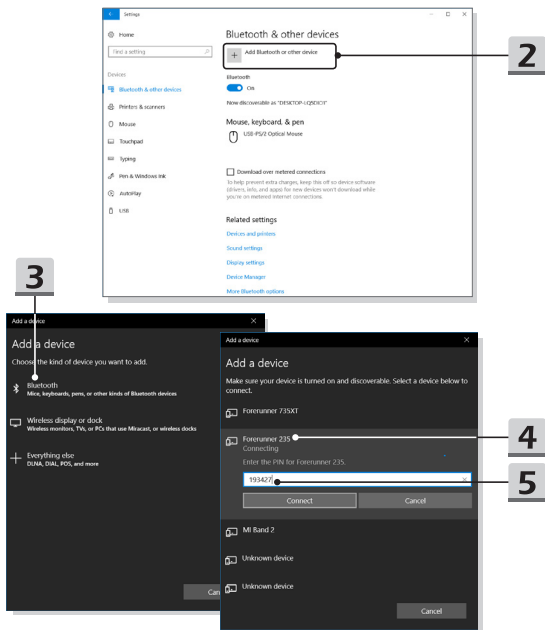 Settings
Home
Bluetooth & other devices
Find a setting
Add Bluetooth or other device
2
Devices
Bluetooth
Bluetooth & other devices
On
Printers & scanners
Mouse
Mouse, keyboard, & pen
Touchpad
USB-PS/2 Optical Mouse
Typing
Pen & Windows Ink
Download over metered connections
To help prevent extra charges, keep this off so device software
(drivers, info, and apps) for new devices won't download while
you're on metered Internet connections.
AutoPlay
USB
Related settings
Devices and printers
Sound settings
Display settings
Device Manager
More Bluetooth options
3
Add a device
Add a device
Choose the kind of device you want to add.
Bluetooth
Mice, keyboards, pens, or other kinds of Bluetooth devices
Wireless display or dock
Wireless monitors, TVs, or PCs that use Miracast, or wireless docks
Everything else
DLNA, DIAL, POS, and more
Can
Add a device
Add a device
Make sure your device is turned on and discoverable. Select a device below to
connect.
Forerunner 735XT
Forerunner 235
4
Connecting
Enter the PIN for Forerunner 235.
193427
5
Connect
Cancel
MI Band 2
Unknown device
Unknown device
Cancel